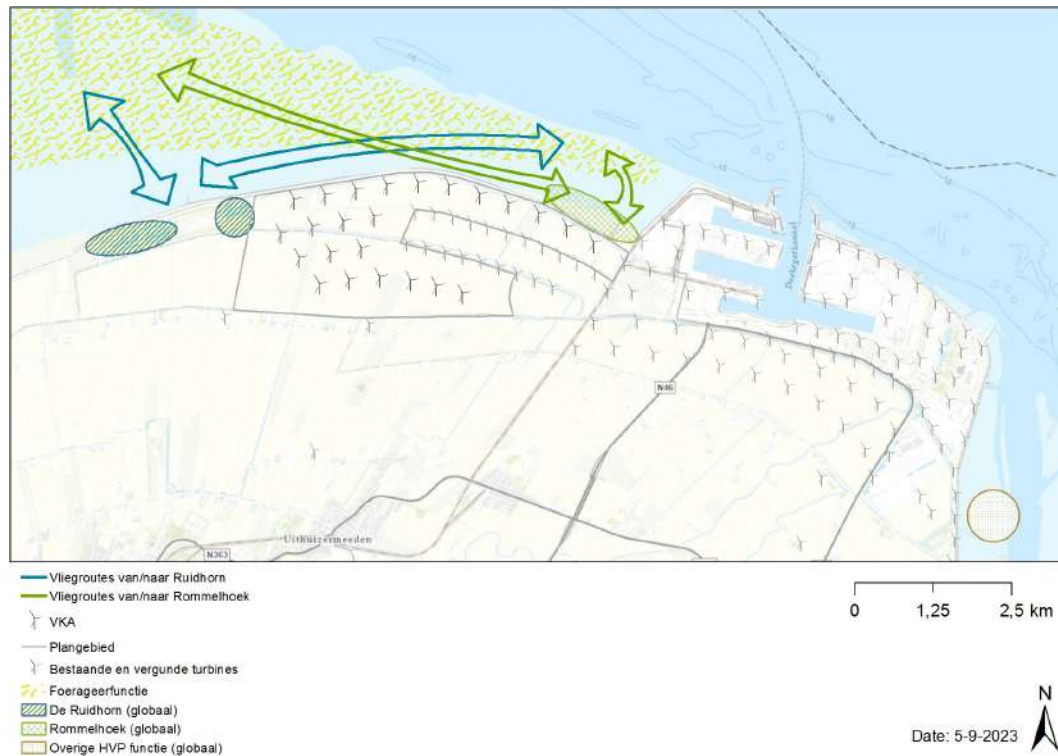 Doekegatkanaal
N46
Uithuizermeeden
N363
Vliegroutes van/naar Ruidhorn
Vliegroutes van/naar Rommelhoek
VKA
Plangebied
Bestaande en vergunde turbines
Foerageerfunctie
De Ruidhorn (globaal)
Rommelhoek (globaal)
Overige HVP functie (globaal)
0 1,25 2,5 km
N
Date: 5-9-2023